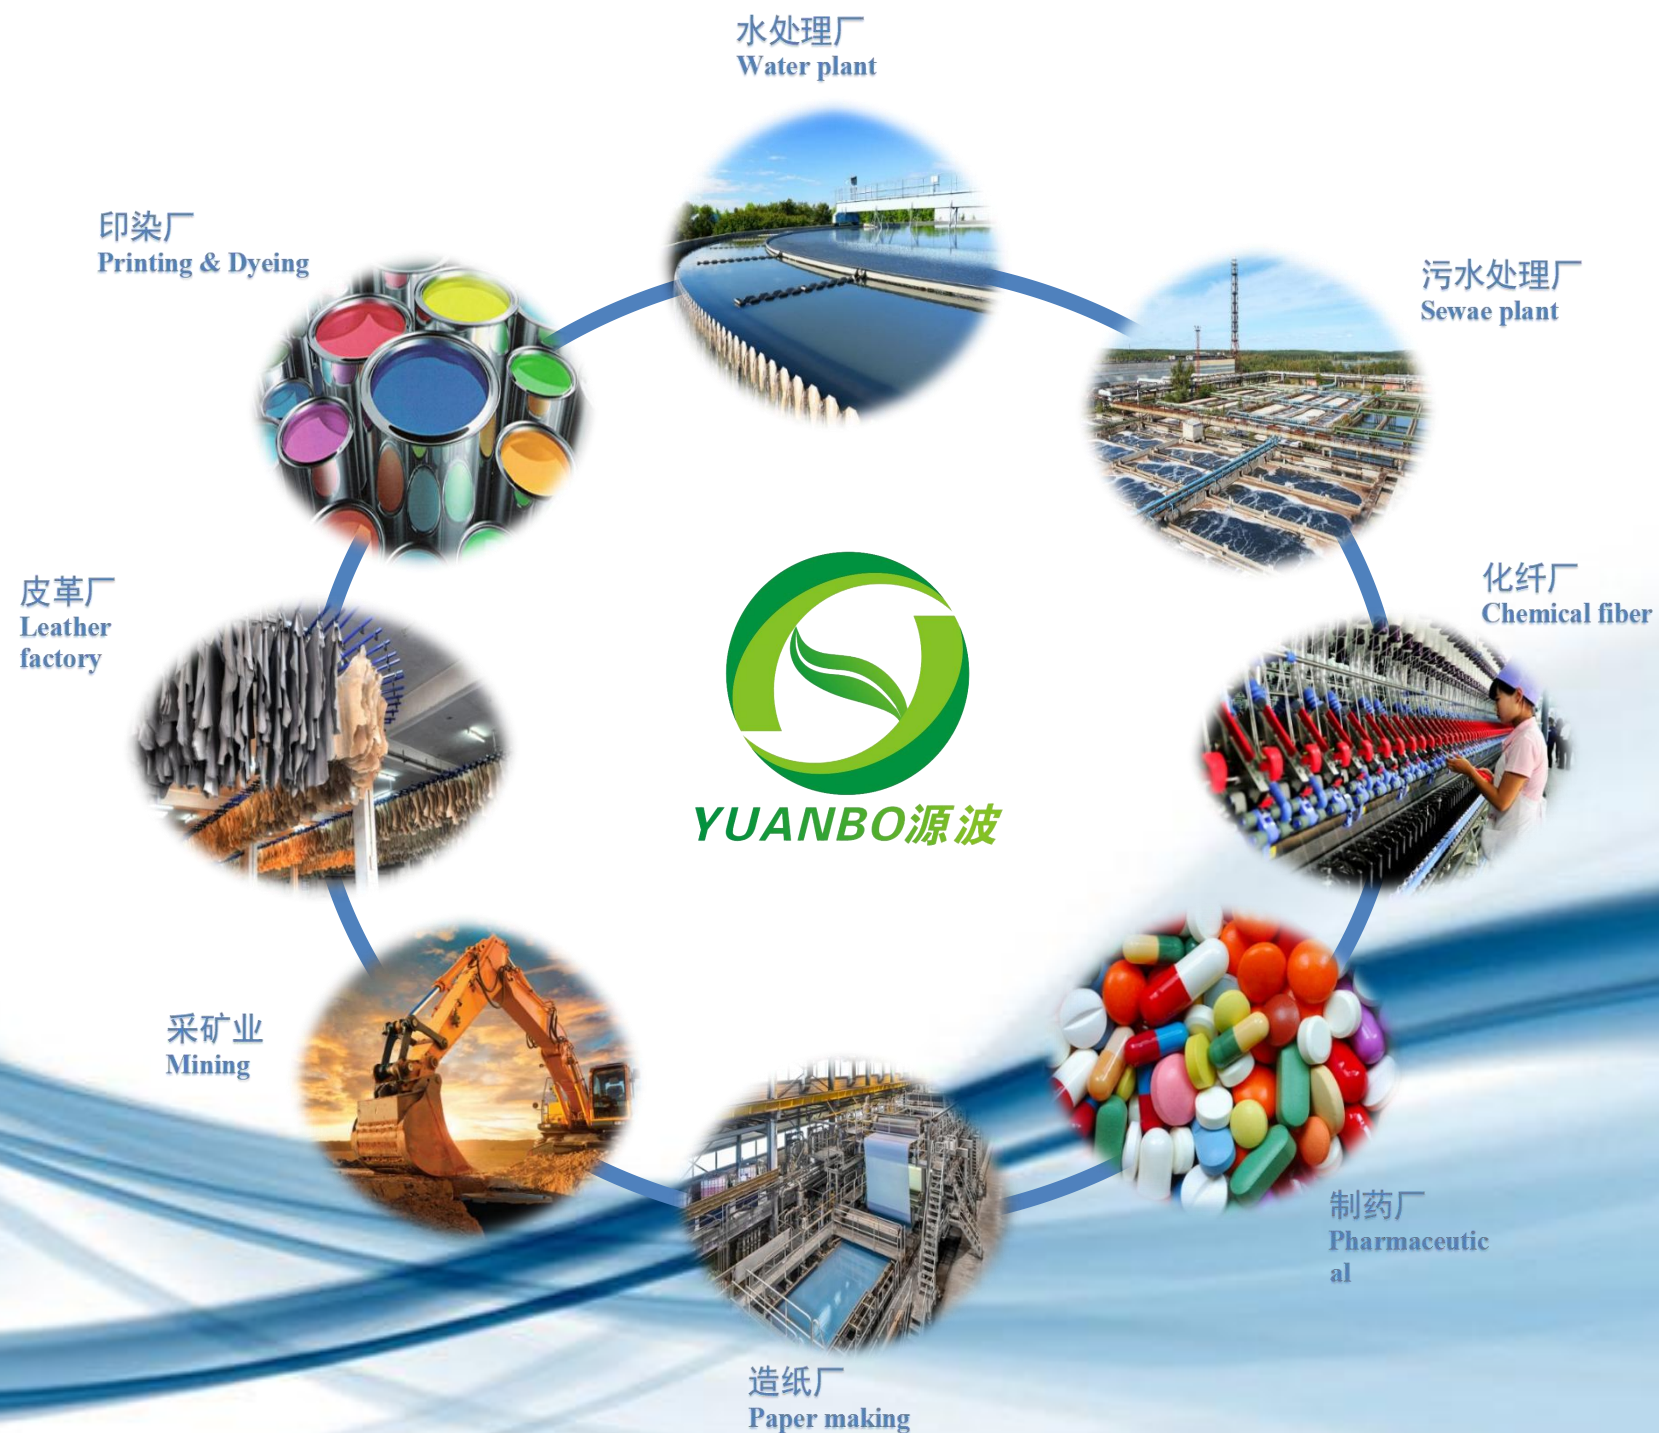 水处理厂
Water plant
印染厂
Printing & Dyeing
污水处理厂
Sewae plant
皮革厂
Leather
factory
化纤厂
Chemical fiber
YUANBO源波
采矿业
Mining
制药厂
Pharmaceutic
al
造纸厂
Paper making